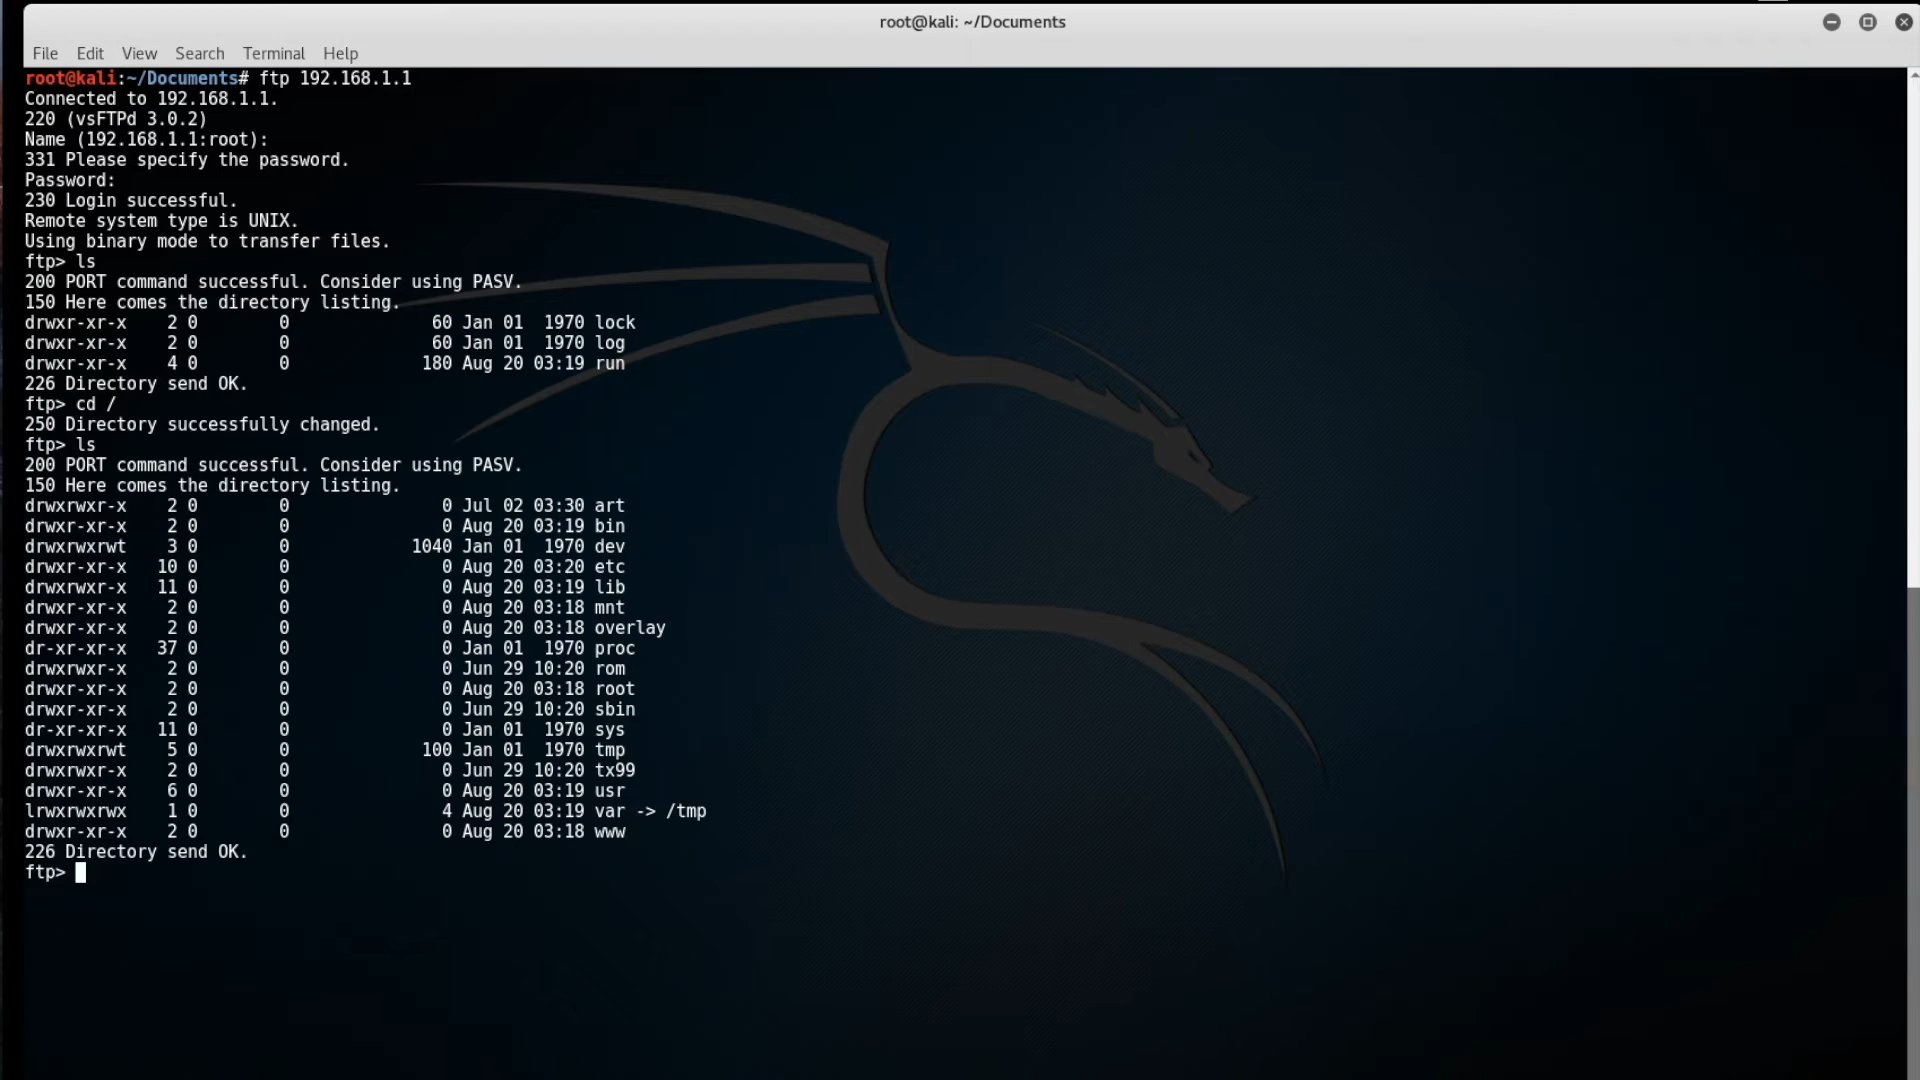 root@kali: ~/Documents
File Edit View Search Terminal Help
root@kali:~/Documents# ftp 192.168.1.1
Connected to 192.168.1.1.
220 (vsFTPd 3.0.2)
Name (192.168.1.1:root):
331 Please specify the password.
Password:
230 Login successful.
Remote system type is UNIX.
Using binary mode to transfer files.
ftp> ls
200 PORT command successful. Consider using PASV.
150 Here comes the directory listing.
drwxr-xr-x    2 0        0              60 Jan 01  1970 lock
drwxr-xr-x    2 0        0              60 Jan 01  1970 log
drwxr-xr-x    4 0        0             180 Aug 20 03:19 run
226 Directory send OK.
ftp> cd /
250 Directory successfully changed.
ftp> ls
200 PORT command successful. Consider using PASV.
150 Here comes the directory listing.
drwxrwxr-x    2 0        0               0 Jul 02 03:30 art
drwxr-xr-x    2 0        0               0 Aug 20 03:19 bin
drwxrwxrwt    3 0        0            1040 Jan 01  1970 dev
drwxr-xr-x   10 0        0               0 Aug 20 03:20 etc
drwxrwxr-x   11 0        0               0 Aug 20 03:19 lib
drwxr-xr-x    2 0        0               0 Aug 20 03:18 mnt
drwxr-xr-x    2 0        0               0 Aug 20 03:18 overlay
dr-xr-xr-x   37 0        0               0 Jan 01  1970 proc
drwxrwxr-x    2 0        0               0 Jun 29 10:20 rom
drwxr-xr-x    2 0        0               0 Aug 20 03:18 root
drwxr-xr-x    2 0        0               0 Jun 29 10:20 sbin
dr-xr-xr-x   11 0        0               0 Jan 01  1970 sys
drwxrwxrwt    5 0        0             100 Jan 01  1970 tmp
drwxrwxr-x    2 0        0               0 Jun 29 10:20 tx99
drwxr-xr-x    6 0        0               0 Aug 20 03:19 usr
lrwxrwxrwx    1 0        0               4 Aug 20 03:19 var -> /tmp
drwxr-xr-x    2 0        0               0 Aug 20 03:18 www
226 Directory send OK.
ftp>